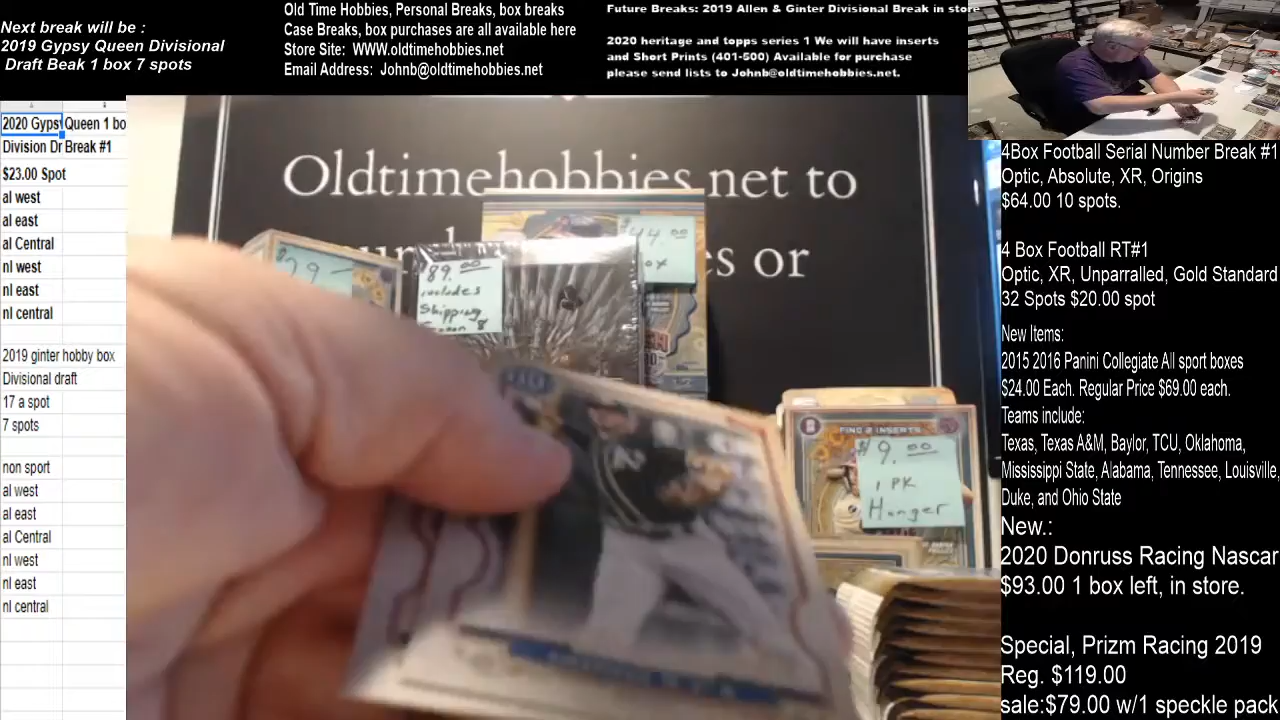 Next break will be :
2019 Gypsy Queen Divisional
Draft Beak 1 box 7 spots
Old Time Hobbies, Personal Breaks, box breaks
Case Breaks, box purchases are all available here
Store Site: WWW.oldtimehobbies.net
Email Address: Johnb@oldtimehobbies.net
Future Breaks: 2019 Allen & Ginter Divisional Break in store
2020 heritage and topps series 1 We will have inserts
and Short Prints (401-500) Available for purchase
please send lists to Johnb@oldtimehobbies.net.
2020 Gypsy Queen 1 bo
Division Dr Break #1
$23.00 Spot
al west
al east
al Central
nl west
nl east
nl central
2019 ginter hobby box
Divisional draft
17 a spot
7 spots
non sport
al west
al east
al Central
nl west
nl east
nl central
Oldtimehobbies net to
es or
$89.00
includes
Shipping
44.00
ox
FIND 2 INSERTS
$9.00
1 PK
Hanger
4Box Football Serial Number Break #1
Optic, Absolute, XR, Origins
$64.00 10 spots.
4 Box Football RT#1
Optic, XR, Unparralled, Gold Standard
32 Spots $20.00 spot
New Items:
2015 2016 Panini Collegiate All sport boxes
$24.00 Each. Regular Price $69.00 each.
Teams include:
Texas, Texas A&M, Baylor, TCU, Oklahoma,
Mississippi State, Alabama, Tennessee, Louisville,
Duke, and Ohio State
New.:
2020 Donruss Racing Nascar
$93.00 1 box left, in store.
Special, Prizm Racing 2019
Reg. $119.00
sale:$79.00 w/1 speckle pack